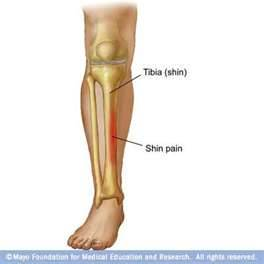 Tibia (shin)
Shin pain
© Mayo Foundation for Medical Education and Research. All rights reserved.